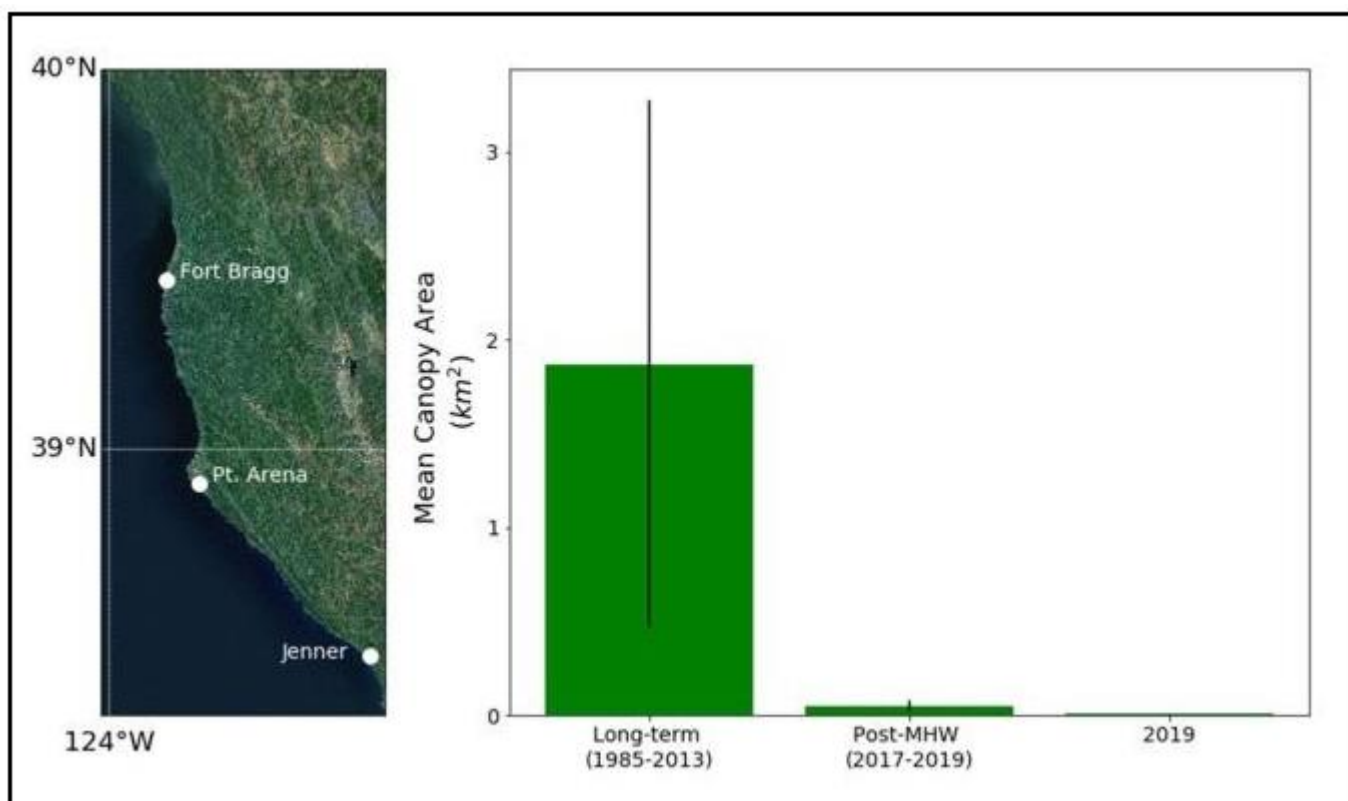 40°N
Fort Bragg
39°N
Pt. Arena
Jenner
124°W
Mean Canopy Area
(km²)
3
2
1
0
Long-term
(1985-2013)
Post-MHW
(2017-2019)
2019